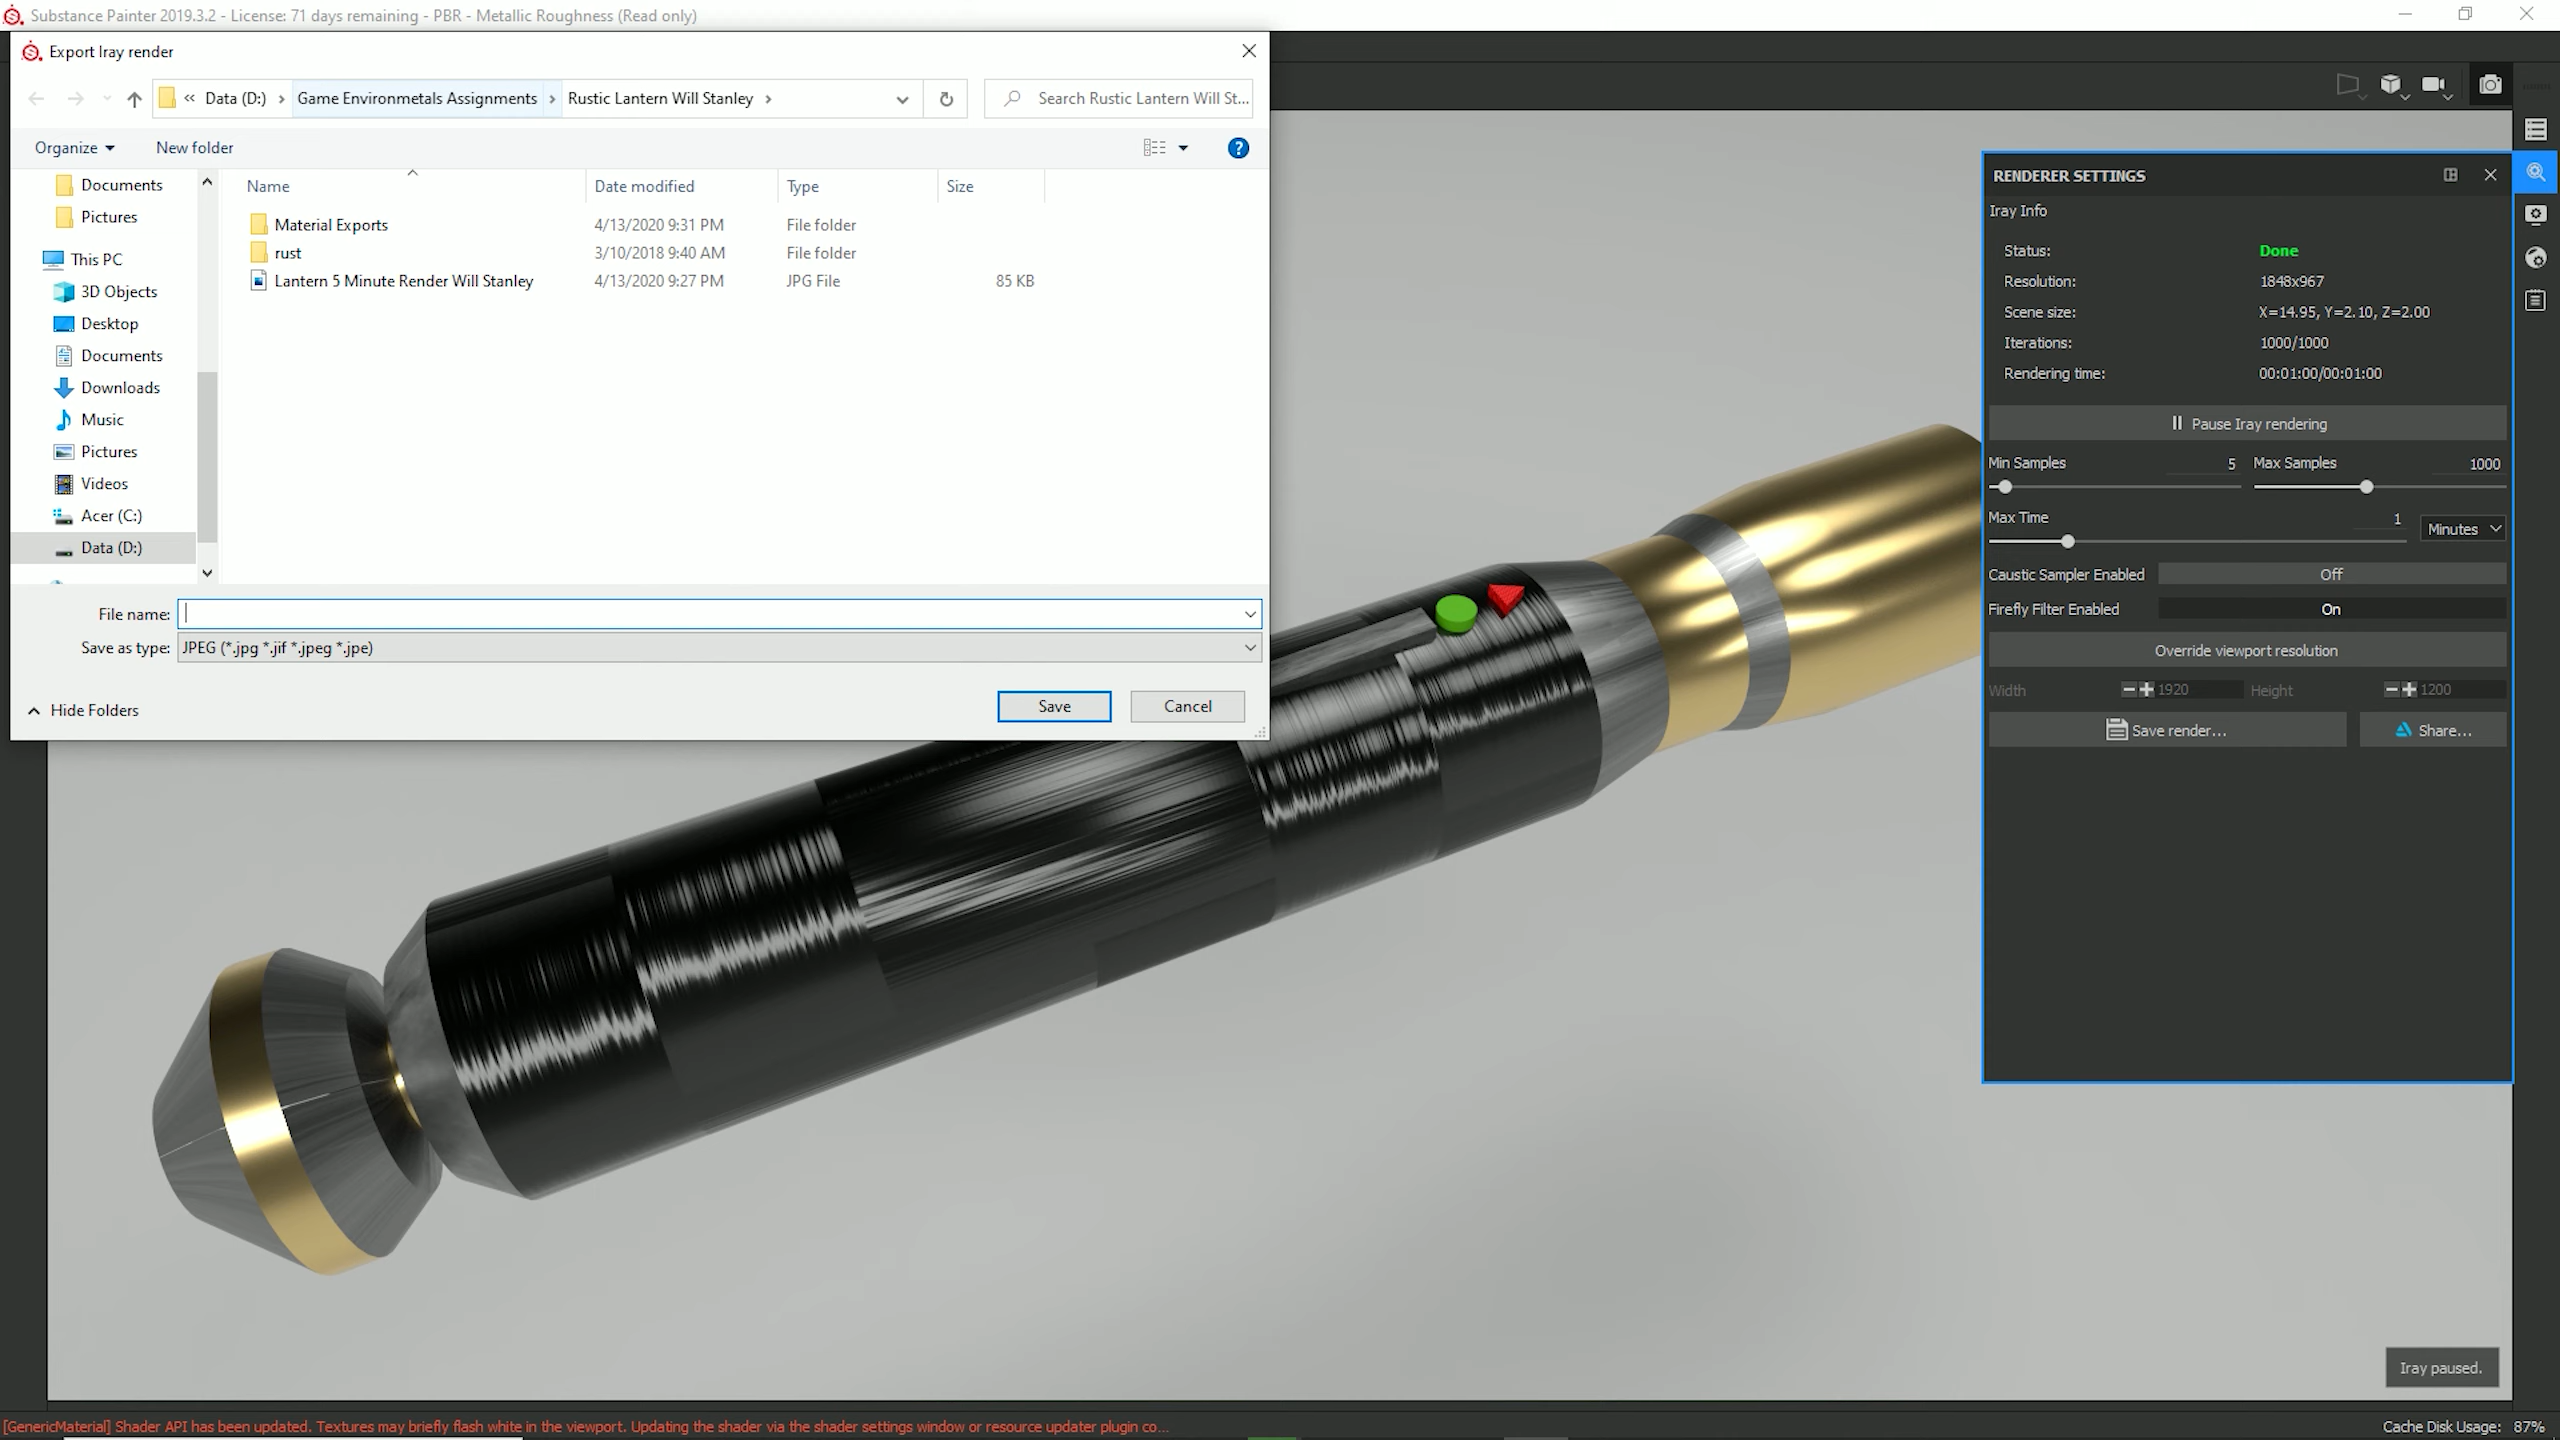 Substance Painter 2019.3.2 - License: 71 days remaining - PBR - Metallic Roughness (Read only)
Export Iray render
« Data (D:) › Game Environmetals Assignments › Rustic Lantern Will Stanley ›
Search Rustic Lantern Will St...
Organize
New folder
Documents
Pictures
This PC
3D Objects
Desktop
Documents
Downloads
Music
Pictures
Videos
Acer (C:)
Data (D:)
Name Date modified Type Size
Material Exports 4/13/2020 9:31 PM File folder
rust 3/10/2018 9:40 AM File folder
Lantern 5 Minute Render Will Stanley 4/13/2020 9:27 PM JPG File 85 KB
File name:
Save as type: JPEG (*.jpg *.jif *.jpeg *.jpe)
Hide Folders
Save
Cancel
RENDERER SETTINGS
Iray Info
Status: Done
Resolution: 1848x967
Scene size: X=14.95, Y=2.10, Z=2.00
Iterations: 1000/1000
Rendering time: 00:01:00/00:01:00
Pause Iray rendering
Min Samples 5 Max Samples 1000
Max Time 1 Minutes
Caustic Sampler Enabled Off
Firefly Filter Enabled On
Override viewport resolution
Width 1920 Height 1200
Save render... Share...
Iray paused.
[GenericMaterial] Shader API has been updated. Textures may briefly flash white in the viewport. Updating the shader via the shader settings window or resource updater plugin co...
Cache Disk Usage: 87%